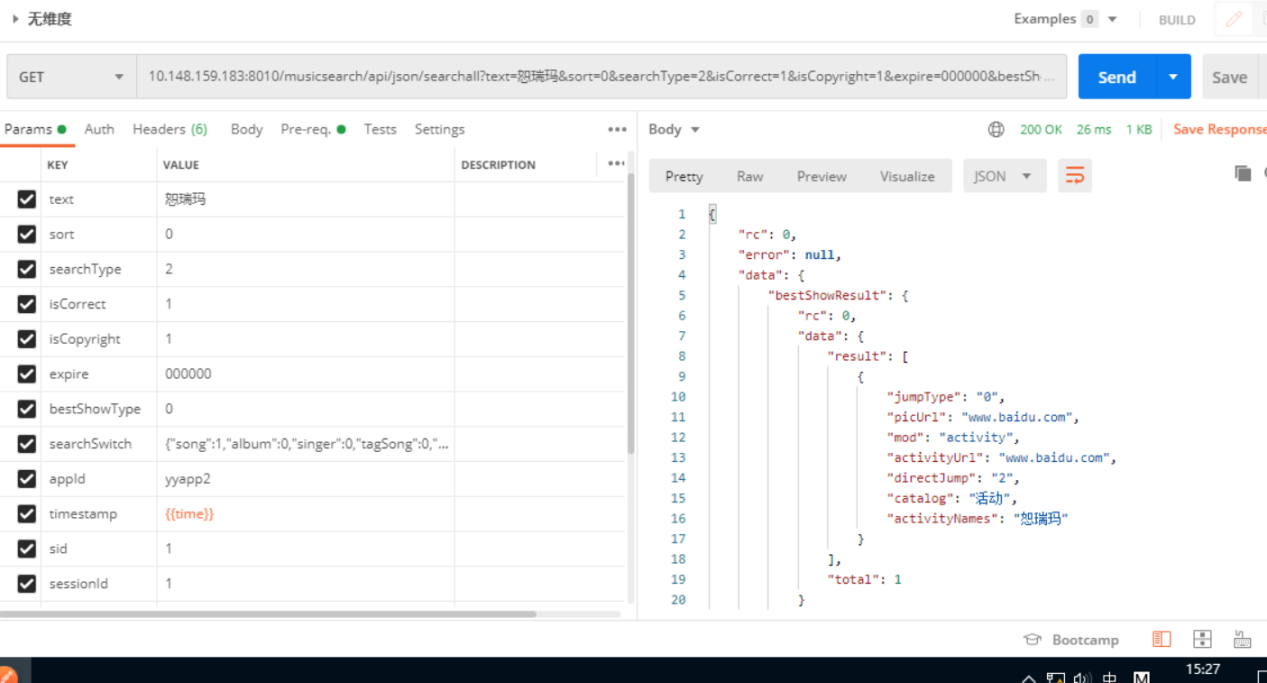 无维度
Examples 0
BUILD
GET
10.148.159.183:8010/musicsearch/api/json/searchall?text=恕瑞玛&sort=0&searchType=2&isCorrect=1&isCopyright=1&expire=000000&bestSh...
Send
Save
Params
Auth
Headers (6)
Body
Pre-req.
Tests
Settings
Body
200 OK
26 ms
1 KB
Save Response
KEY
VALUE
DESCRIPTION
Pretty
Raw
Preview
Visualize
JSON
text 恕瑞玛
sort 0
searchType 2
isCorrect 1
isCopyright 1
expire 000000
bestShowType 0
searchSwitch {"song":1,"album":0,"singer":0,"tagSong":0,"...
appId yyapp2
timestamp {{time}}
sid 1
sessionId 1
1 {
2 "rc": 0,
3 "error": null,
4 "data": {
5 "bestShowResult": {
6 "rc": 0,
7 "data": {
8 "result": [
9 {
10 "jumpType": "0",
11 "picUrl": "www.baidu.com",
12 "mod": "activity",
13 "activityUrl": "www.baidu.com",
14 "directJump": "2",
15 "catalog": "活动",
16 "activityNames": "恕瑞玛"
17 }
18 ],
19 "total": 1
20 }
Bootcamp
中
M
15:27